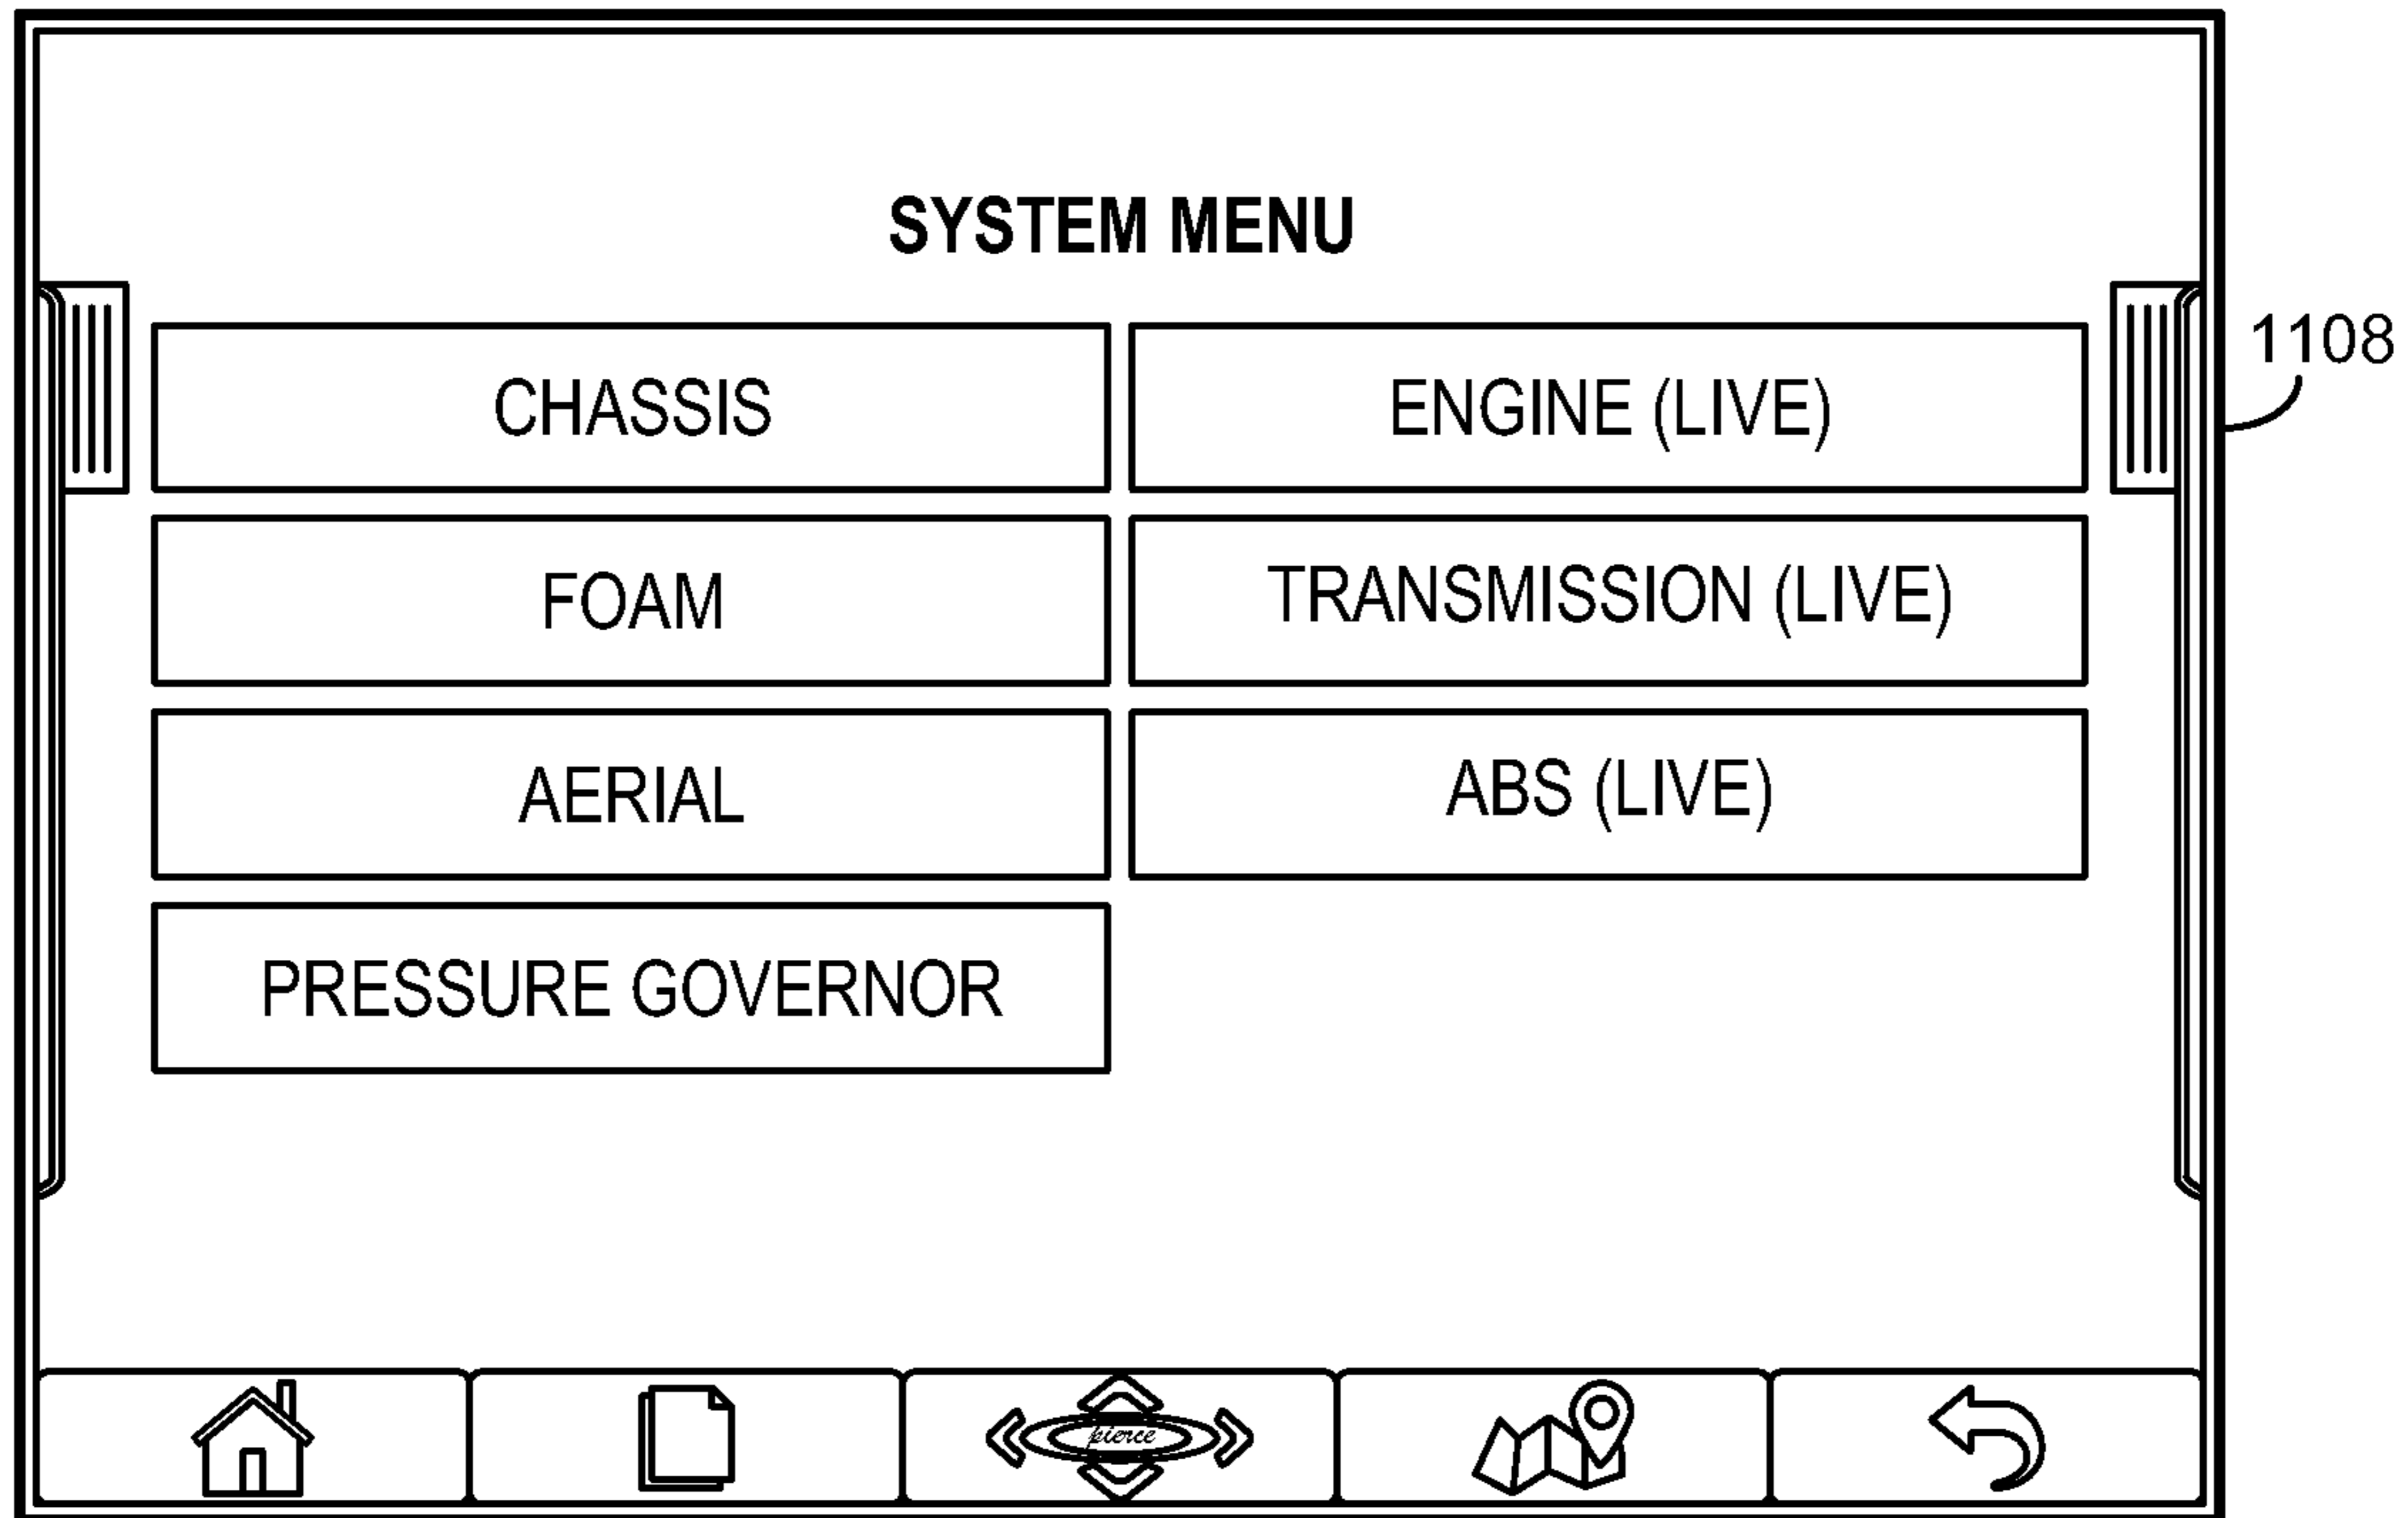 SYSTEM MENU
CHASSIS
ENGINE (LIVE)
1108
FOAM
TRANSMISSION (LIVE)
AERIAL
ABS (LIVE)
PRESSURE GOVERNOR
pierce